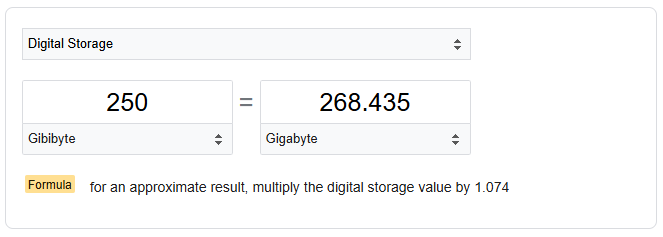 Digital Storage
250 = 268.435
Gibibyte Gigabyte
Formula for an approximate result, multiply the digital storage value by 1.074